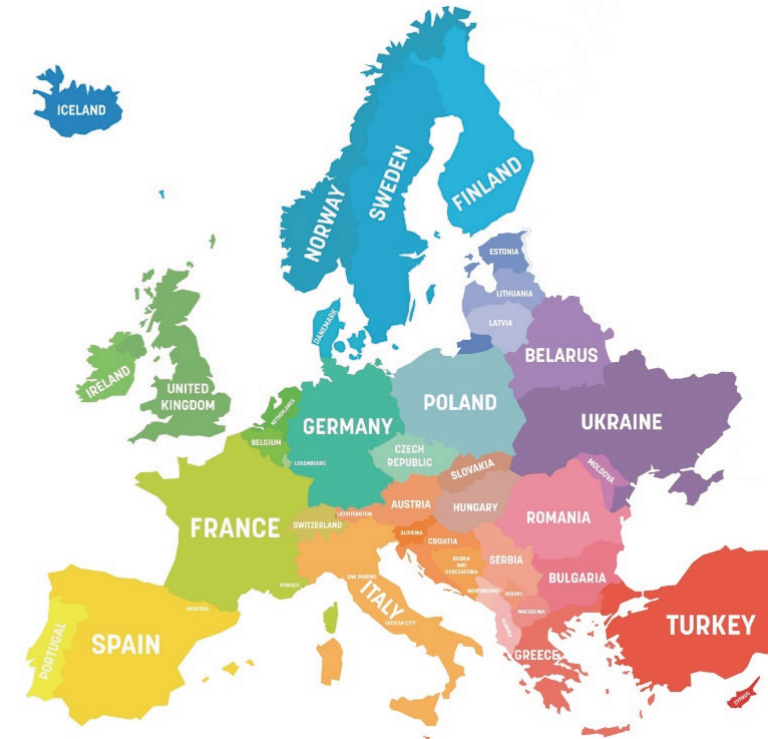 ICELAND
NORWAY
SWEDEN
FINLAND
ESTONIA
LITHUANIA
LATVIA
DANEMARK
BELARUS
IRELAND
UNITED
KINGDOM
NETHERLANDS
BELGIUM
LUXEMBOURG
GERMANY
POLAND
UKRAINE
CZECH
REPUBLIC
SLOVAKIA
MOLDOVA
FRANCE
SWITZERLAND
LIECHTENSTEIN
AUSTRIA
HUNGARY
ROMANIA
SLOVENIA
CROATIA
BOSNIA
AND
HERZEGOVINA
SERBIA
BULGARIA
MONACO
SAN MARINO
ITALY
VATICAN CITY
MONTENEGRO
KOSOVO
MACEDONIA
ALBANIA
GREECE
TURKEY
CYPRUS
ANDORRA
PORTUGAL
SPAIN